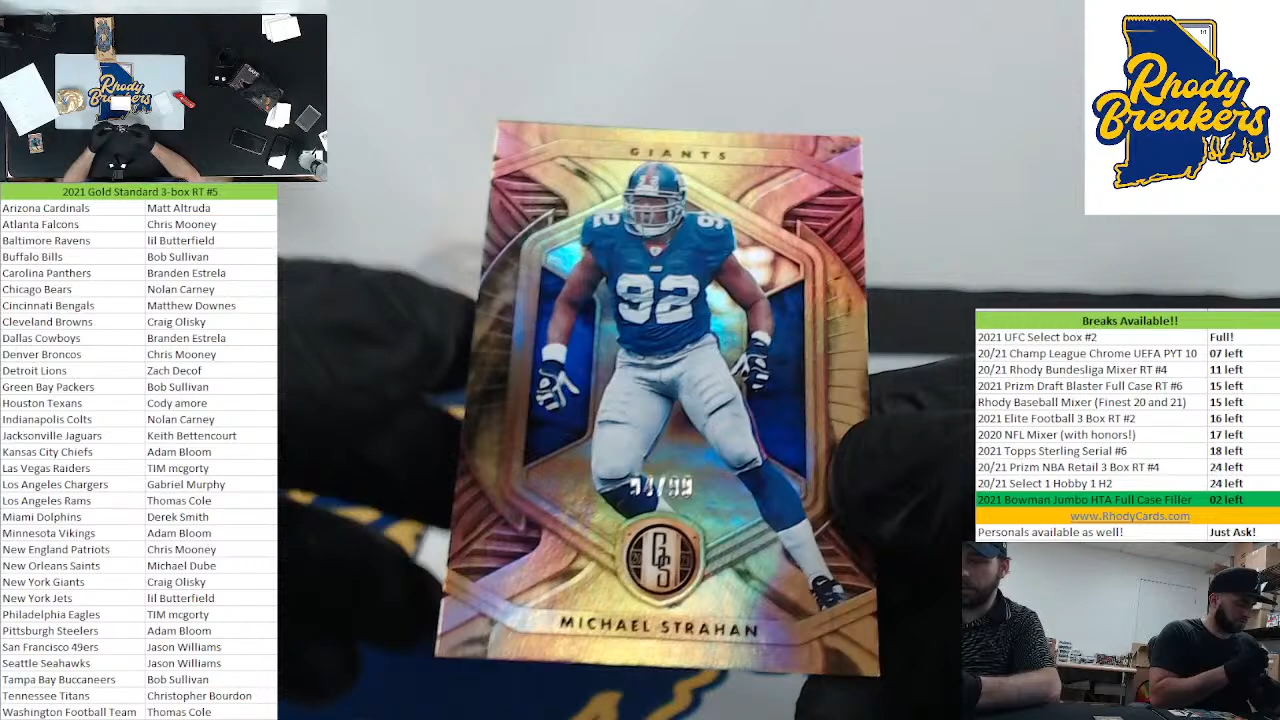 Rhody
Breakers
Rhody
Breakers
2021 Gold Standard 3-box RT #5
Arizona Cardinals Matt Altruda
Atlanta Falcons Chris Mooney
Baltimore Ravens lil Butterfield
Buffalo Bills Bob Sullivan
Carolina Panthers Branden Estrela
Chicago Bears Nolan Carney
Cincinnati Bengals Matthew Downes
Cleveland Browns Craig Olisky
Dallas Cowboys Branden Estrela
Denver Broncos Chris Mooney
Detroit Lions Zach Decof
Green Bay Packers Bob Sullivan
Houston Texans Cody amore
Indianapolis Colts Nolan Carney
Jacksonville Jaguars Keith Bettencourt
Kansas City Chiefs Adam Bloom
Las Vegas Raiders TIM mcgorty
Los Angeles Chargers Gabriel Murphy
Los Angeles Rams Thomas Cole
Miami Dolphins Derek Smith
Minnesota Vikings Adam Bloom
New England Patriots Chris Mooney
New Orleans Saints Michael Dube
New York Giants Craig Olisky
New York Jets lil Butterfield
Philadelphia Eagles TIM mcgorty
Pittsburgh Steelers Adam Bloom
San Francisco 49ers Jason Williams
Seattle Seahawks Jason Williams
Tampa Bay Buccaneers Bob Sullivan
Tennessee Titans Christopher Bourdon
Washington Football Team Thomas Cole
GIANTS
92
92
92
94/99
GS
MICHAEL STRAHAN
Breaks Available!!
2021 UFC Select box #2 Full!
20/21 Champ League Chrome UEFA PYT 10 07 left
20/21 Rhody Bundesliga Mixer RT #4 11 left
2021 Prizm Draft Blaster Full Case RT #6 15 left
Rhody Baseball Mixer (Finest 20 and 21) 15 left
2021 Elite Football 3 Box RT #2 16 left
2020 NFL Mixer (with honors!) 17 left
2021 Topps Sterling Serial #6 18 left
20/21 Prizm NBA Retail 3 Box RT #4 24 left
20/21 Select 1 Hobby 1 H2 24 left
2021 Bowman Jumbo HTA Full Case Filler 02 left
www.RhodyCards.com
Personals available as well! Just Ask!